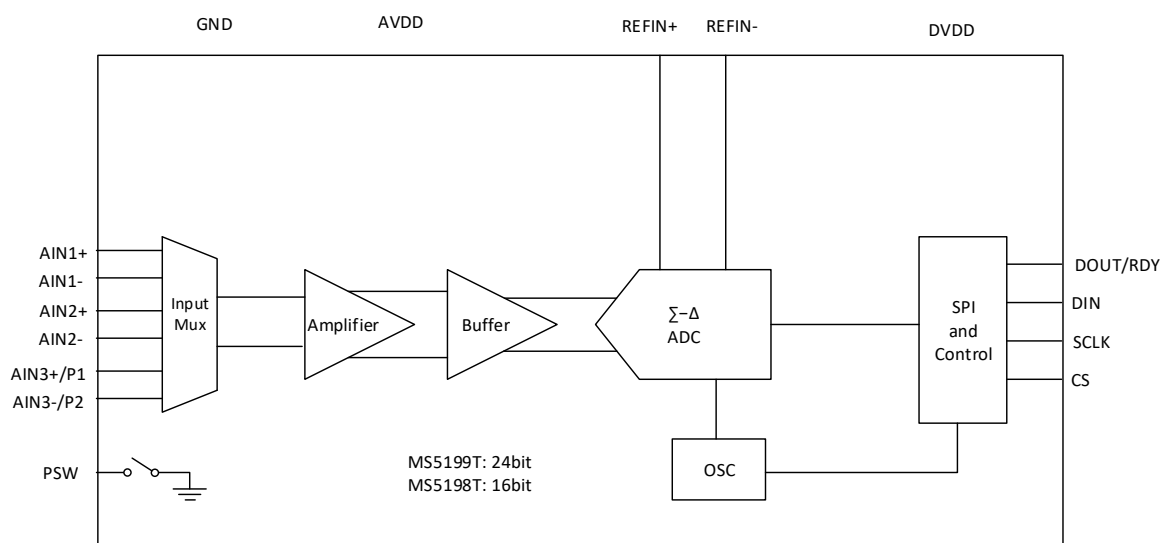 GND
AVDD
REFIN+
REFIN-
DVDD
AIN1+
AIN1-
AIN2+
AIN2-
AIN3+/P1
AIN3-/P2
PSW
Input
Mux
Amplifier
Buffer
∑−Δ
ADC
OSC
SPI
and
Control
DOUT/RDY
DIN
SCLK
CS
MS5199T: 24bit
MS5198T: 16bit